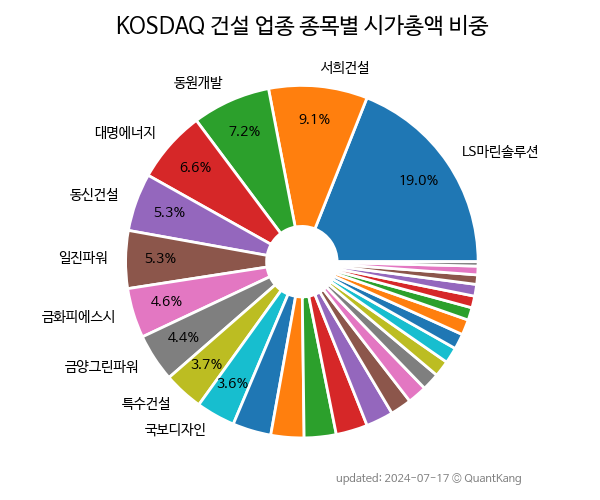 KOSDAQ 건설 업종 종목별 시가총액 비중
LS마린솔루션
19.0%
서희건설
9.1%
동원개발
7.2%
대명에너지
6.6%
동신건설
5.3%
일진파워
5.3%
금화피에스시
4.6%
금양그린파워
4.4%
특수건설
3.7%
국보디자인
3.6%
updated: 2024-07-17 © QuantKang